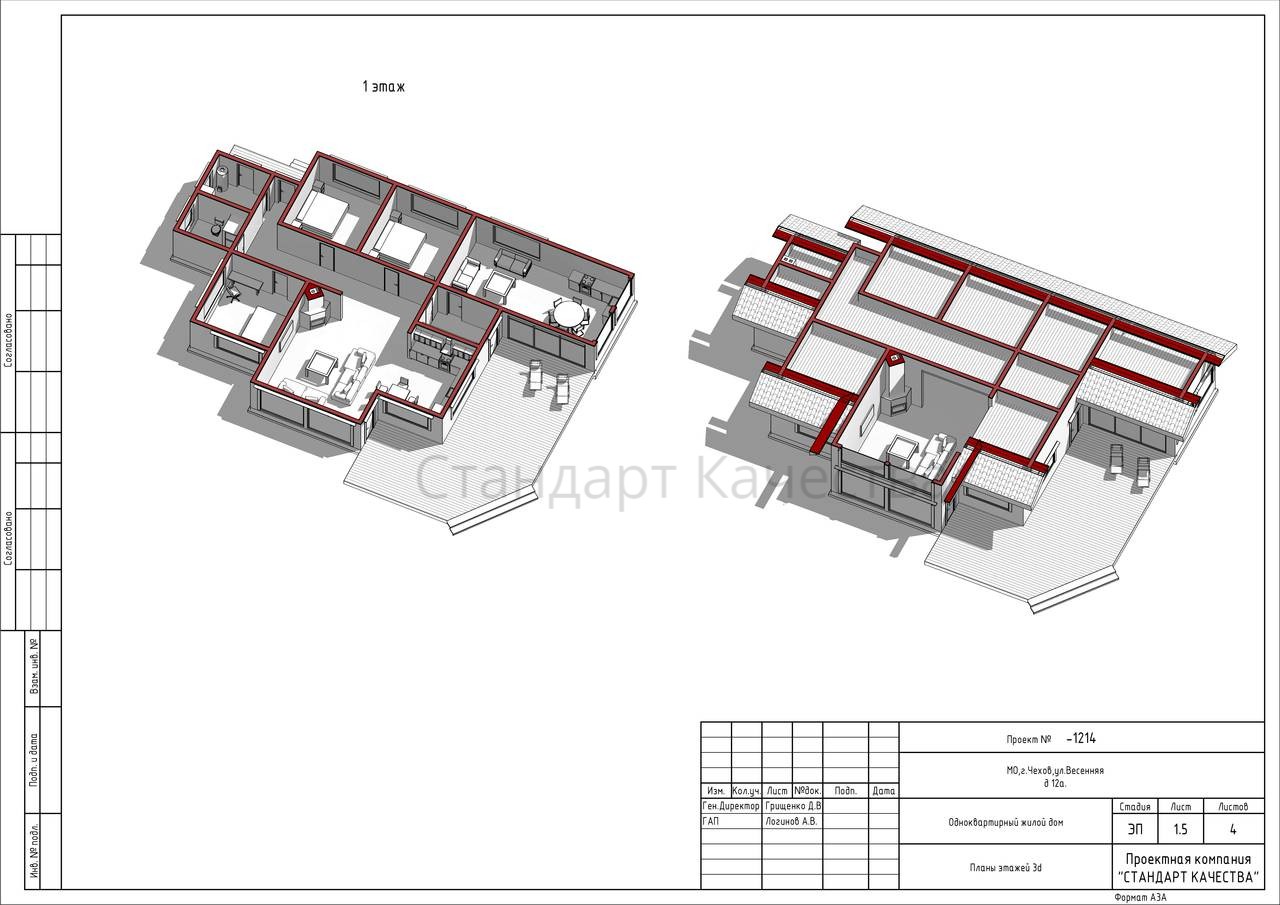 1 этаж
Стандарт Качества
Согласовано
Согласовано
Взам. инв. №
Подп. и дата
Инв. № подл.
Проект № -1214
МО,г.Чехов,ул.Весенняя
д 12а.
Изм. Кол.уч. Лист №док. Подп. Дата
Ген.Директор Грищенко Д.В
ГАП Логинов А.В.
Одноквартирный жилой дом
Стадия Лист Листов
ЭП 1.5 4
Планы этажей 3d
Проектная компания
"СТАНДАРТ КАЧЕСТВА"
Формат А3А